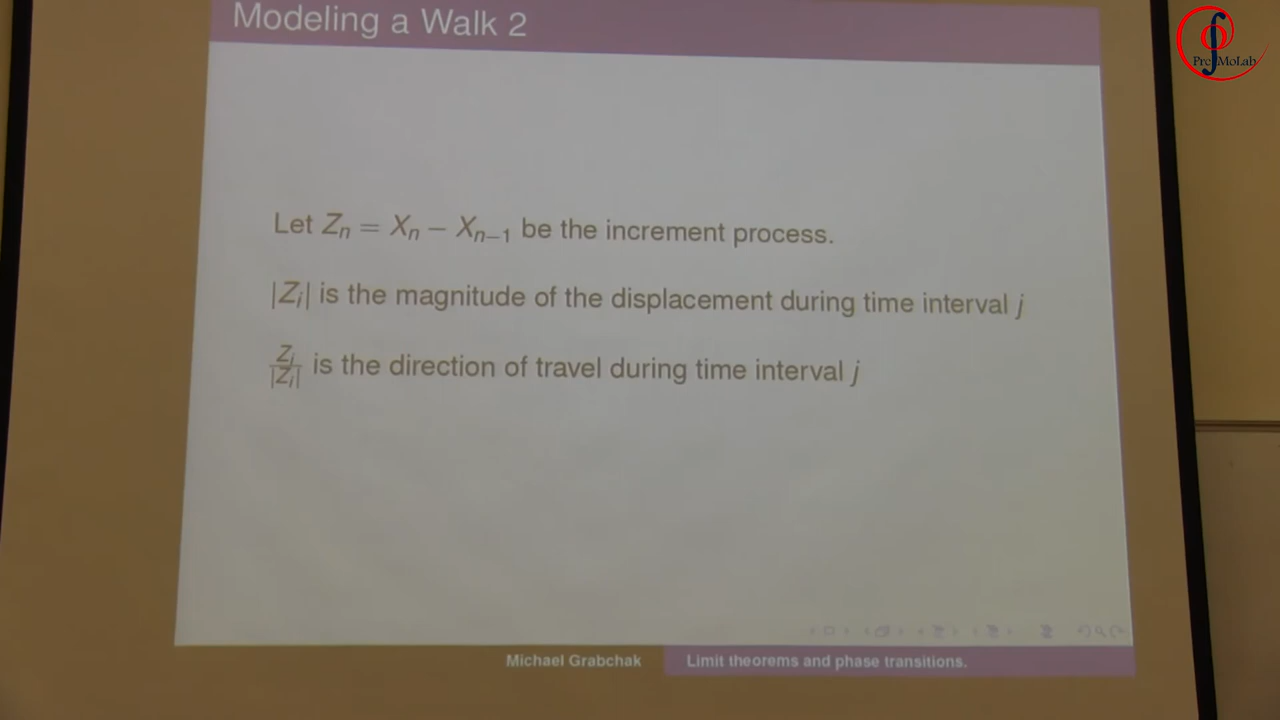 Modeling a Walk 2
PreMoLab
Let Zₙ = Xₙ − Xₙ₋₁ be the increment process.
|Zᵢ| is the magnitude of the displacement during time interval j
Zᵢ/|Zᵢ| is the direction of travel during time interval j
Michael Grabchak Limit theorems and phase transitions.